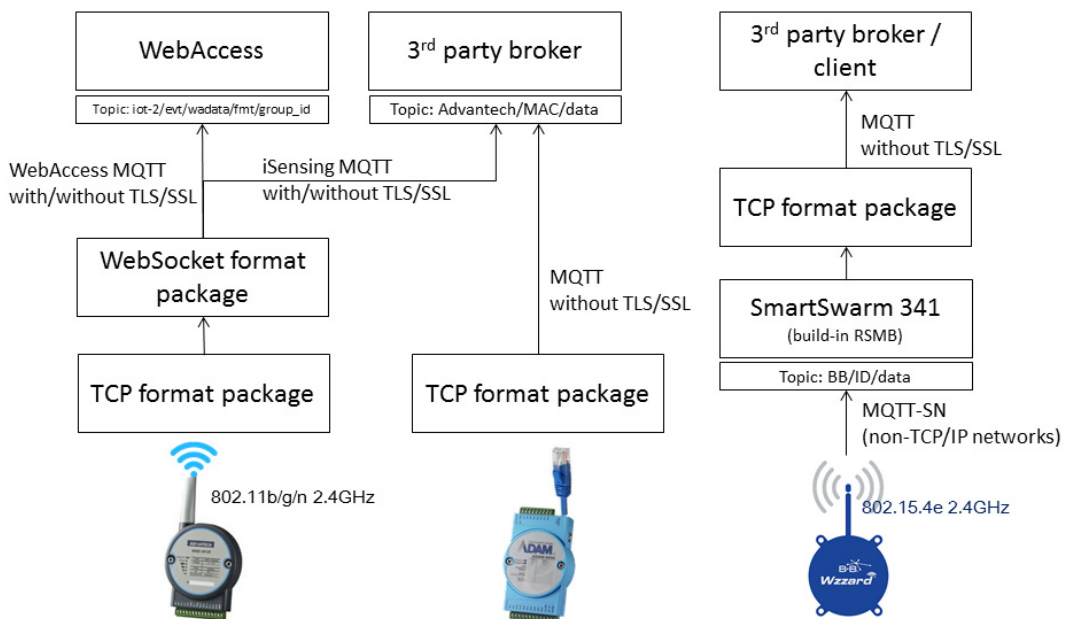 WebAccess
Topic: iot-2/evt/wadata/fmt/group_id
3rd party broker
Topic: Advantech/MAC/data
3rd party broker /
client
WebAccess MQTT
with/without TLS/SSL
iSensing MQTT
with/without TLS/SSL
MQTT
without TLS/SSL
TCP format package
WebSocket format
package
MQTT
without TLS/SSL
SmartSwarm 341
(build-in RSMB)
Topic: BB/ID/data
TCP format package
TCP format package
MQTT-SN
(non-TCP/IP networks)
802.11b/g/n 2.4GHz
802.15.4e 2.4GHz
ADAM
B+B
Wzzard